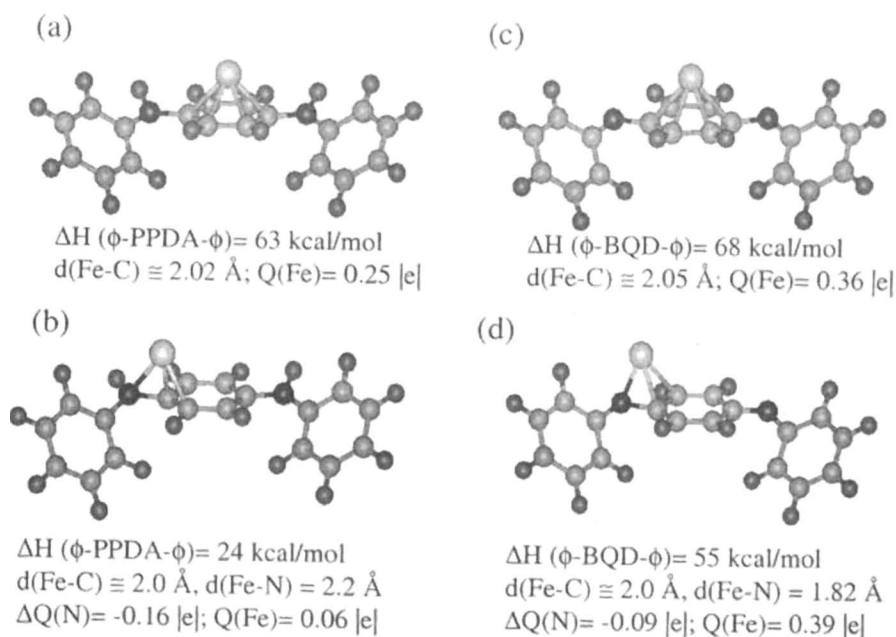 (a)
ΔH (ϕ-PPDA-ϕ)= 63 kcal/mol
d(Fe-C) ≅ 2.02 Å; Q(Fe)= 0.25 |e|
(b)
ΔH (ϕ-PPDA-ϕ)= 24 kcal/mol
d(Fe-C) ≅ 2.0 Å, d(Fe-N) = 2.2 Å
ΔQ(N)= -0.16 |e|; Q(Fe)= 0.06 |e|
(c)
ΔH (ϕ-BQD-ϕ)= 68 kcal/mol
d(Fe-C) ≅ 2.05 Å; Q(Fe)= 0.36 |e|
(d)
ΔH (ϕ-BQD-ϕ)= 55 kcal/mol
d(Fe-C) ≅ 2.0 Å, d(Fe-N) = 1.82 Å
ΔQ(N)= -0.09 |e|; Q(Fe)= 0.39 |e|